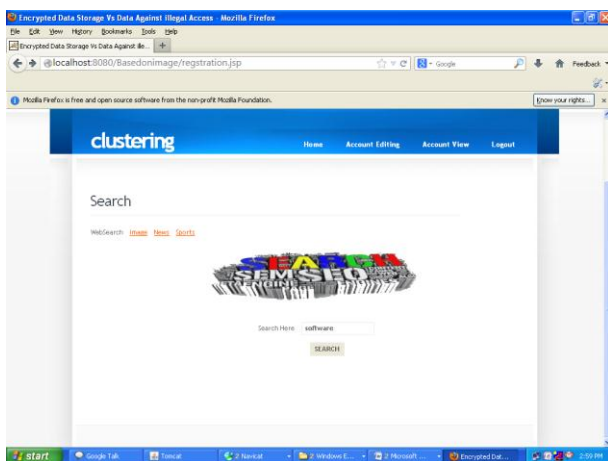 Encrypted Data Storage Vs Data Against illegal Access - Mozilla Firefox
File Edit View History Bookmarks Tools Help
Encrypted Data Storage Vs Data Against ille... +
localhost:8080/Basedonimage/regstration.jsp Google Feedback
Mozilla Firefox is free and open source software from the non-profit Mozilla Foundation. Know your rights... ×
clustering Home Account Editing Account View Logout
Search
WebSearch Image News Sports
SEARCH
SEM SEO
ENGINE
Search Here software
SEARCH
start Google Talk Tomcat 2 Navicat 2 Windows E... 2 Microsoft ... Encrypted Dat... 2:59 PM